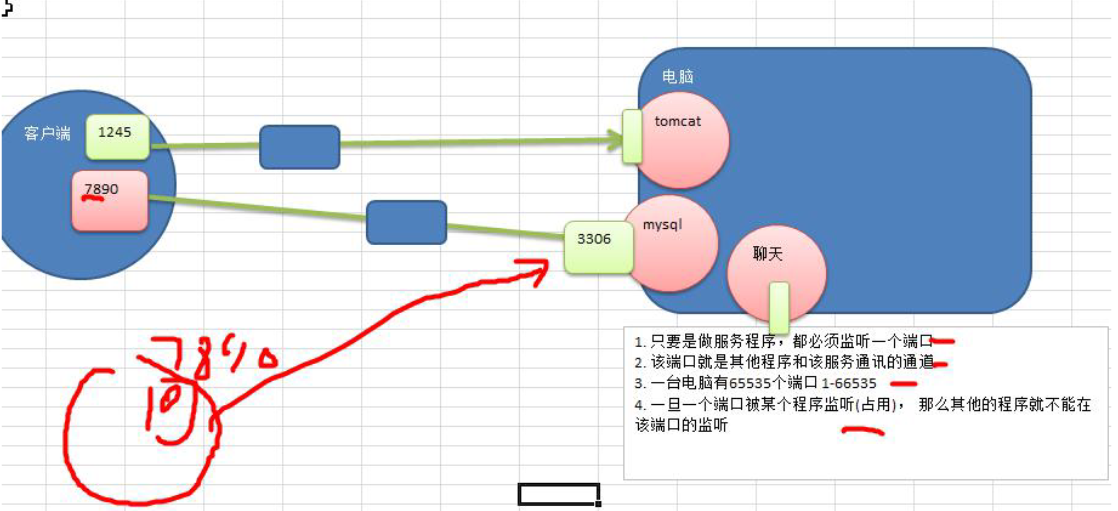 电脑
客户端
1245
tomcat
7890
mysql
3306
聊天
1. 只要是做服务程序，都必须监听一个端口
2. 该端口就是其他程序和该服务通讯的通道
3. 一台电脑有65535个端口 1-66535
4. 一旦一个端口被某个程序监听(占用)， 那么其他的程序就不能在
该端口的监听